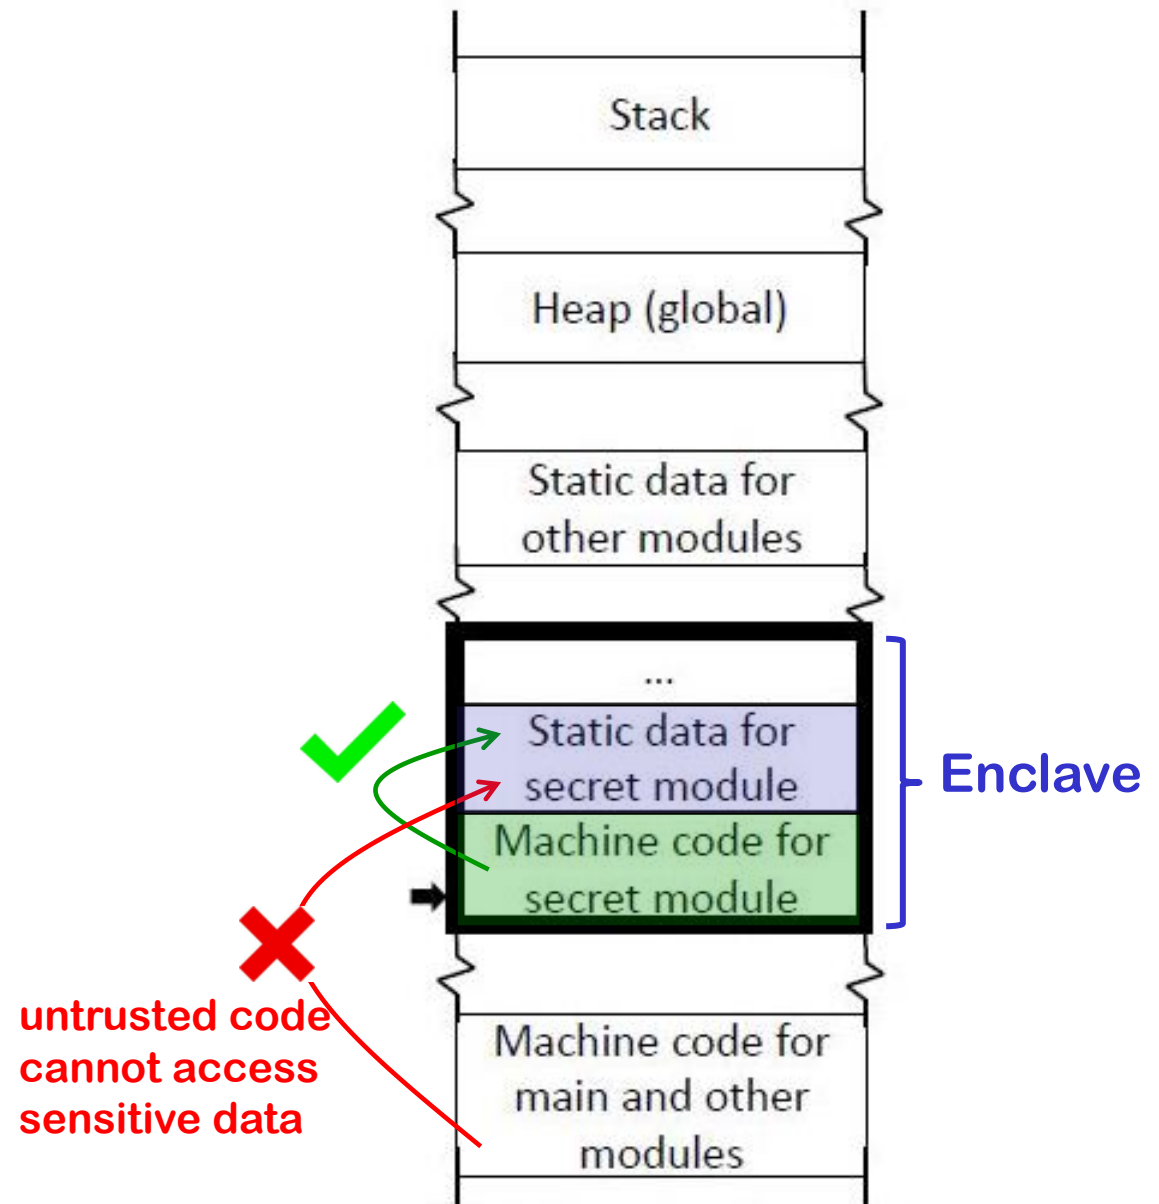 Stack
Heap (global)
Static data for
other modules
...
Static data for
secret module
Enclave
Machine code for
secret module
untrusted code
cannot access
sensitive data
Machine code for
main and other
modules